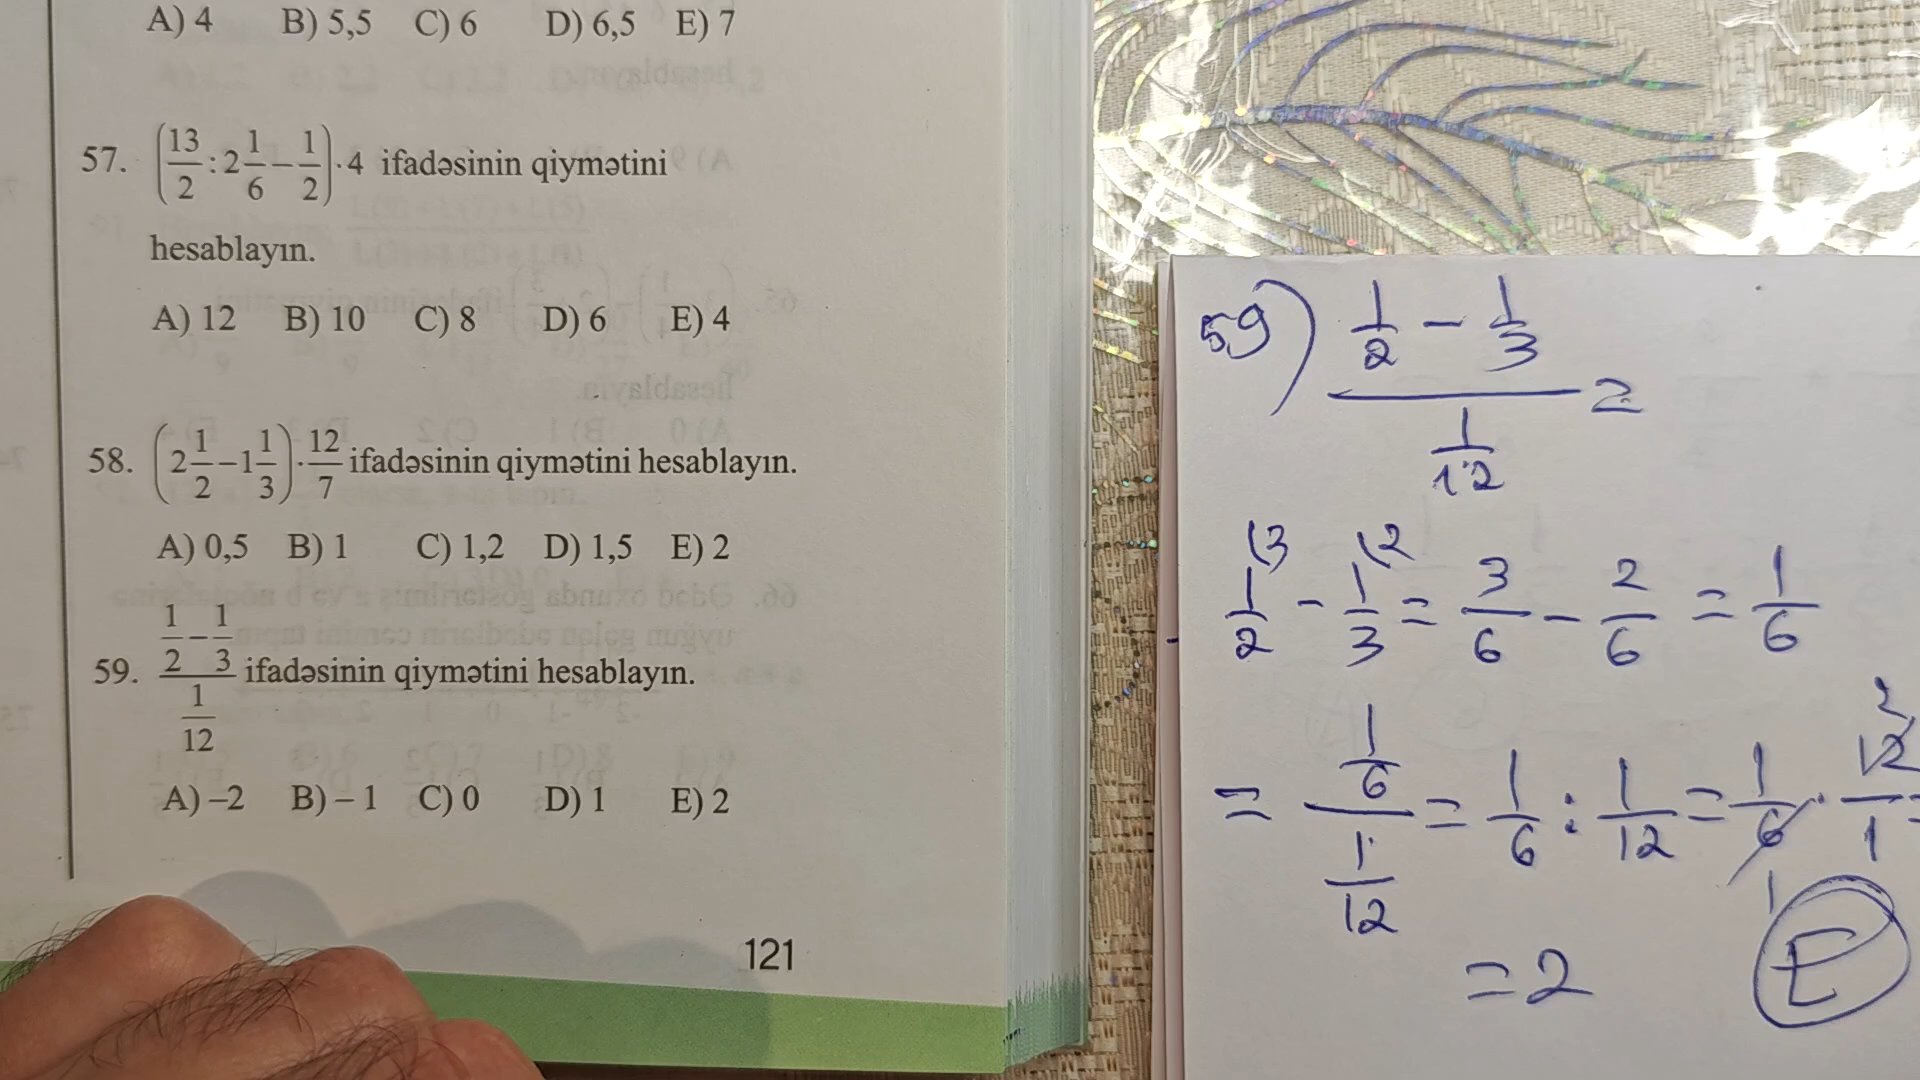 A) 4 B) 5,5 C) 6 D) 6,5 E) 7
57. (13/2 : 2 1/6 − 1/2) · 4 ifadəsinin qiymətini
hesablayın.
A) 12 B) 10 C) 8 D) 6 E) 4
58. (2 1/2 − 1 1/3) · 12/7 ifadəsinin qiymətini hesablayın.
A) 0,5 B) 1 C) 1,2 D) 1,5 E) 2
59. (1/2 − 1/3)/(1/12) ifadəsinin qiymətini hesablayın.
A) −2 B) − 1 C) 0 D) 1 E) 2
121
59) (1/2 − 1/3)/(1/12) =
(3 (2
1/2 − 1/3 = 3/6 − 2/6 = 1/6
= (1/6)/(1/12) = 1/6 : 1/12 = 1/6 · 12/1 =
2
1
= 2
E